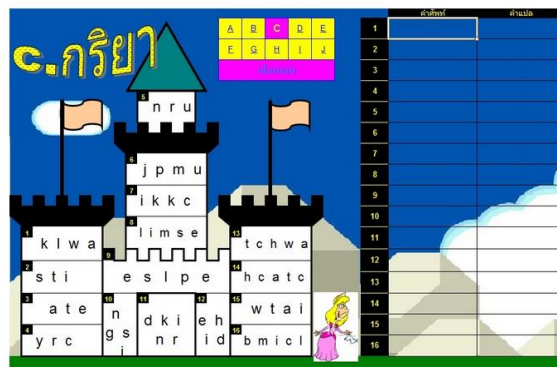 C.กริยา
A B C D E
F G H I J
คำศัพท์ คำแปล
1
2
3
4
5
6
7
8
9
10
11
12
13
14
15
16
5 n r u
6 j p m u
7 i k k c
8 l i m s e
1 k l w a
2 s t i
3 a t e
4 y r c
9 e s l p e
10 n g s i
11 d k i n r
12 e h i d
13 t c h w a
14 h c a t c
15 w t a i
16 b m i c l